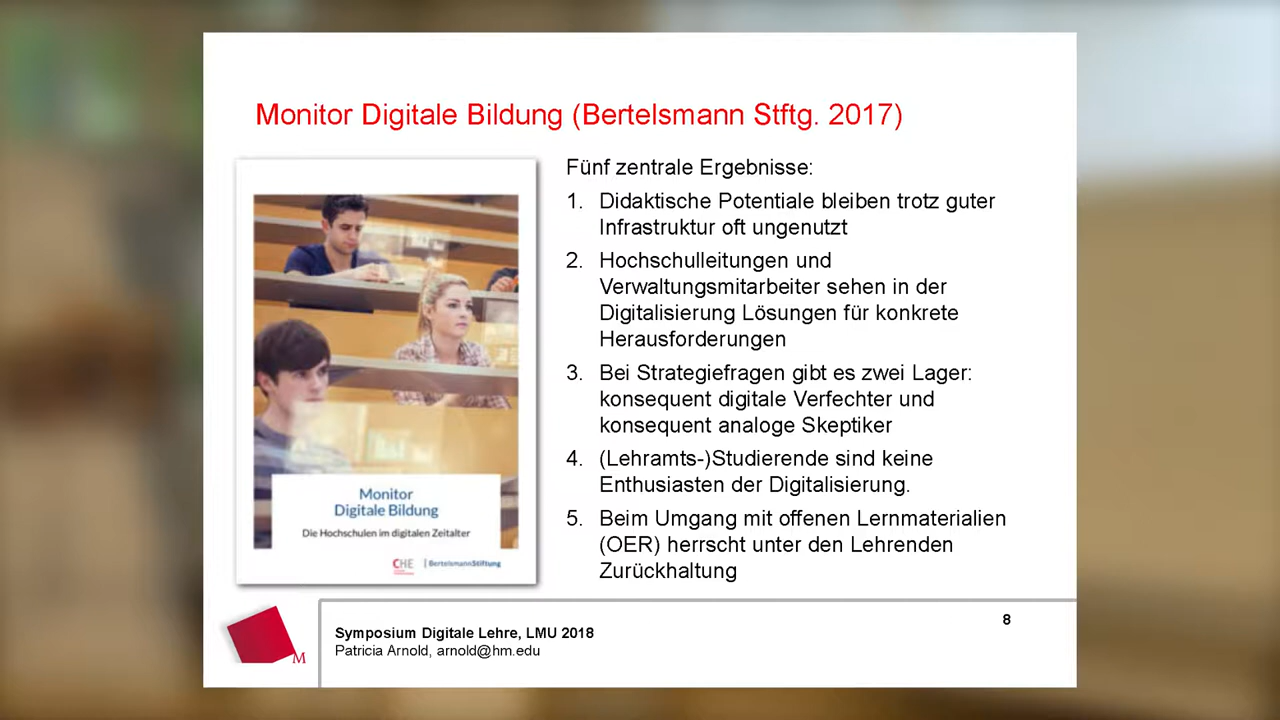 Monitor Digitale Bildung (Bertelsmann Stftg. 2017)
Fünf zentrale Ergebnisse:
1. Didaktische Potentiale bleiben trotz guter
Infrastruktur oft ungenutzt
2. Hochschulleitungen und
Verwaltungsmitarbeiter sehen in der
Digitalisierung Lösungen für konkrete
Herausforderungen
3. Bei Strategiefragen gibt es zwei Lager:
konsequent digitale Verfechter und
konsequent analoge Skeptiker
4. (Lehramts-)Studierende sind keine
Enthusiasten der Digitalisierung.
5. Beim Umgang mit offenen Lernmaterialien
(OER) herrscht unter den Lehrenden
Zurückhaltung
Monitor
Digitale Bildung
Die Hochschulen im digitalen Zeitalter
CHE | BertelsmannStiftung
Symposium Digitale Lehre, LMU 2018
Patricia Arnold, arnold@hm.edu
8
M